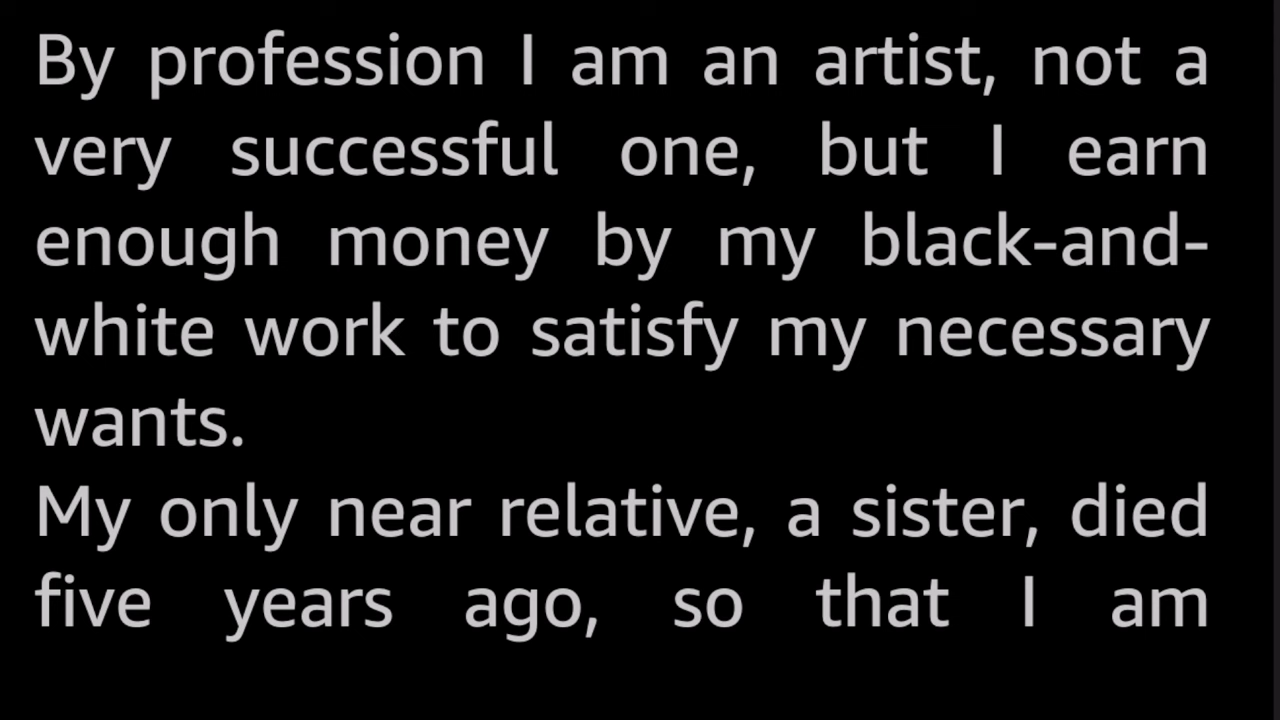 By profession I am an artist, not a
very successful one, but I earn
enough money by my black-and-
white work to satisfy my necessary
wants.
My only near relative, a sister, died
five years ago, so that I am